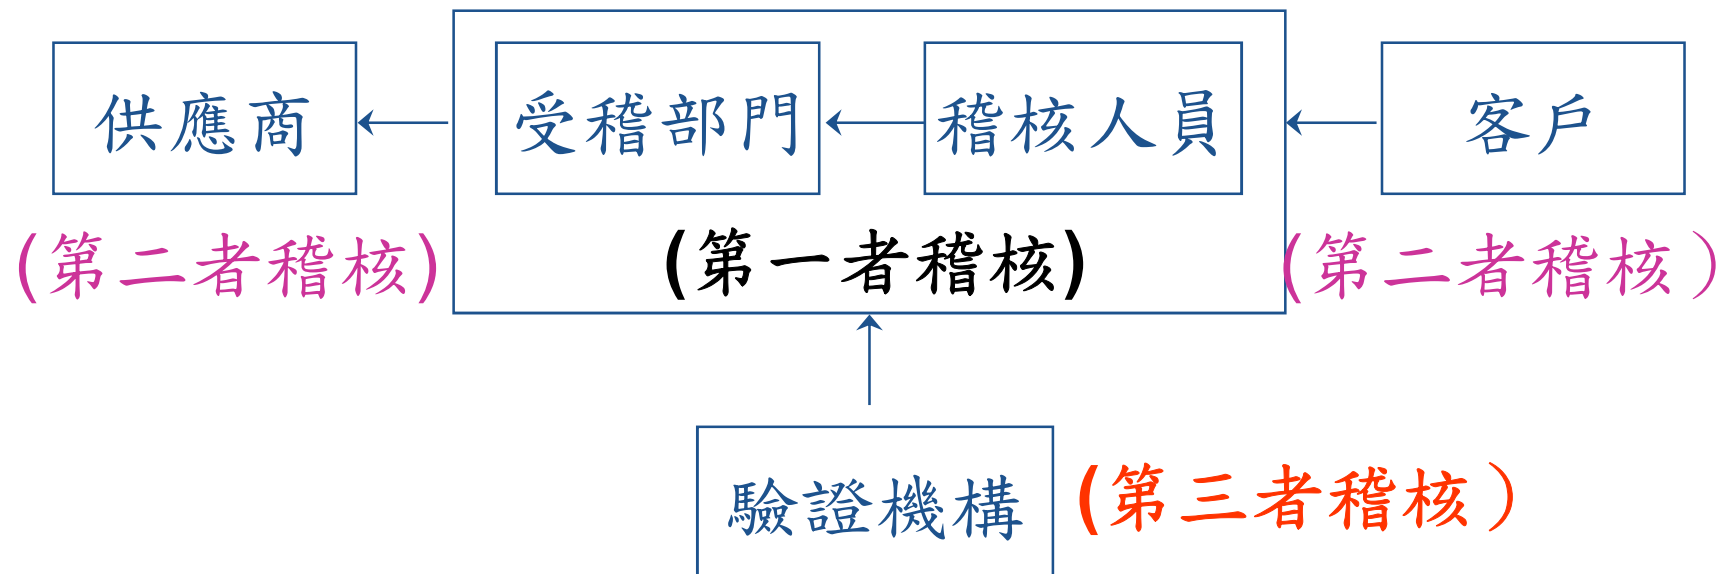 供應商
受稽部門
稽核人員
客戶
(第二者稽核)
(第一者稽核)
(第二者稽核）
驗證機構
(第三者稽核）